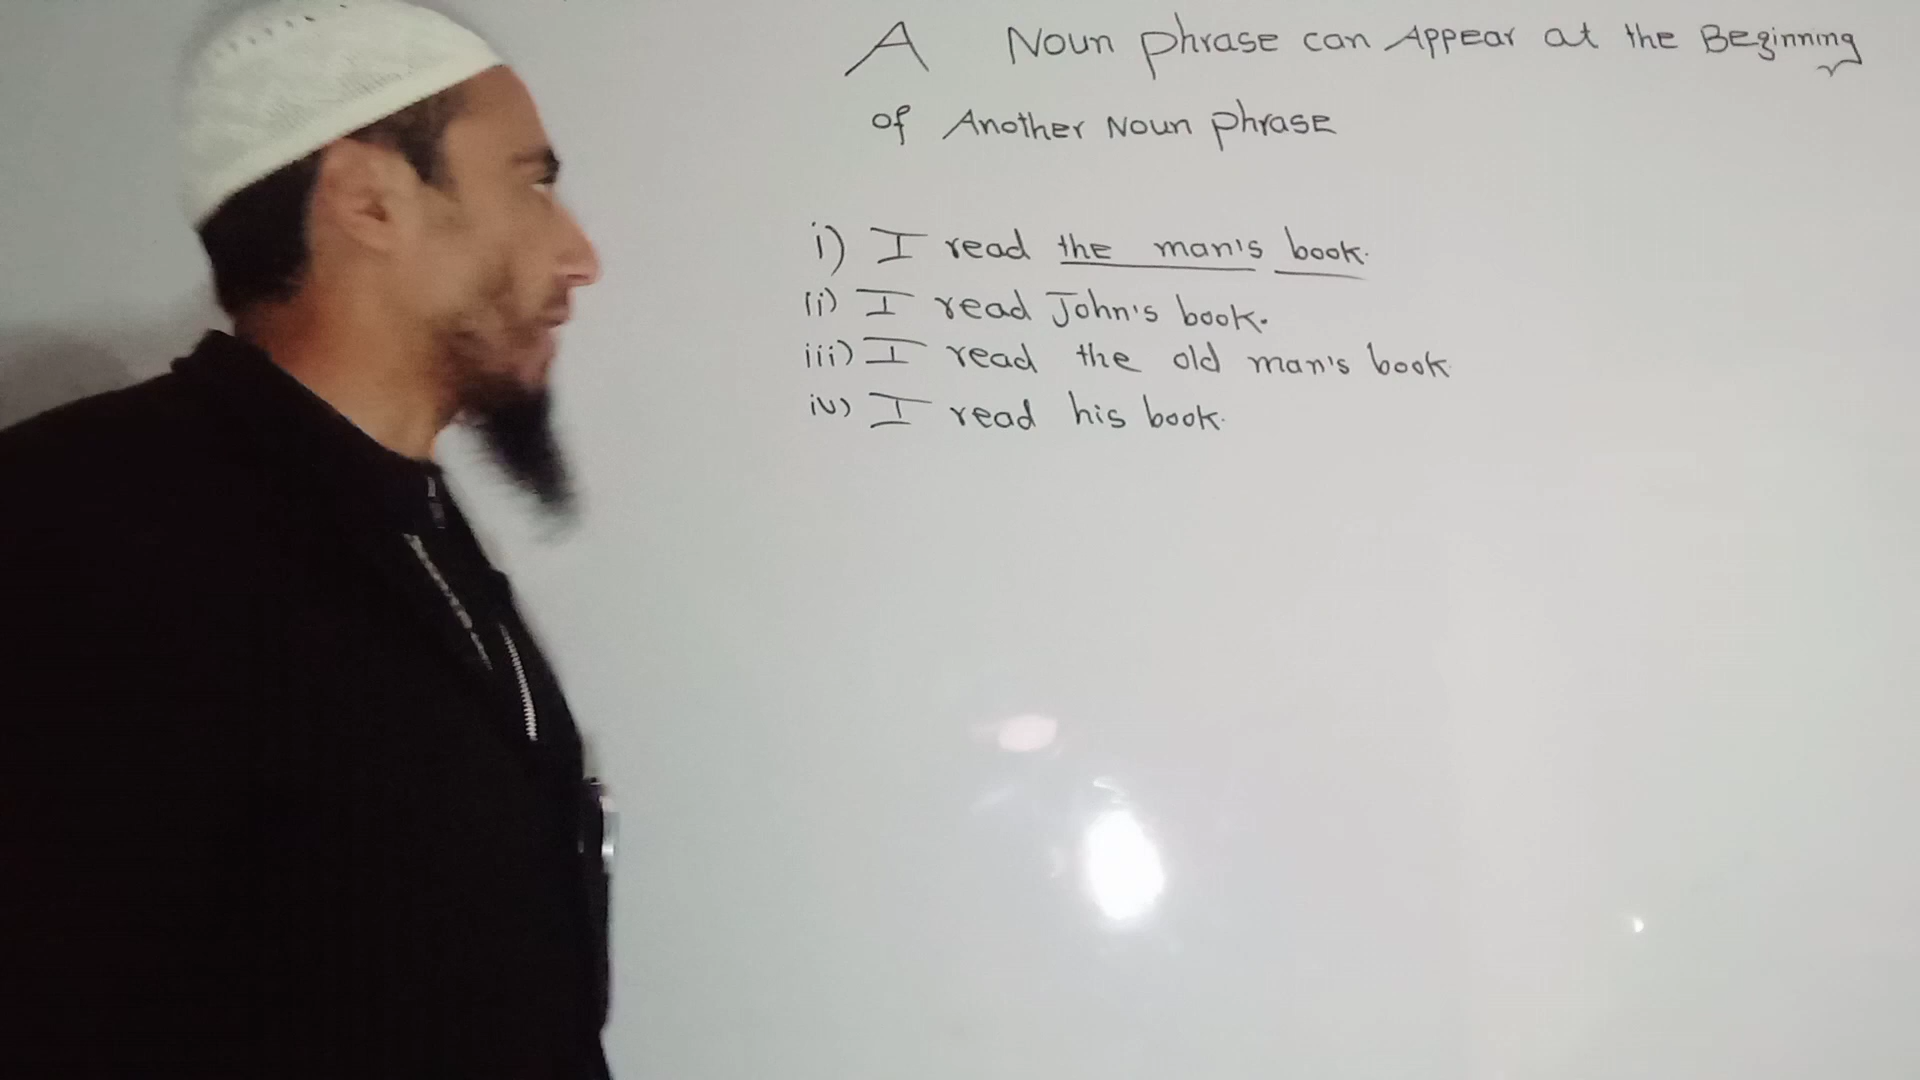 A Noun phrase can Appear at the Beginning
of Another Noun phrase
i) I read the man's book.
(i) I read John's book.
iii) I read the old man's book.
iv) I read his book.